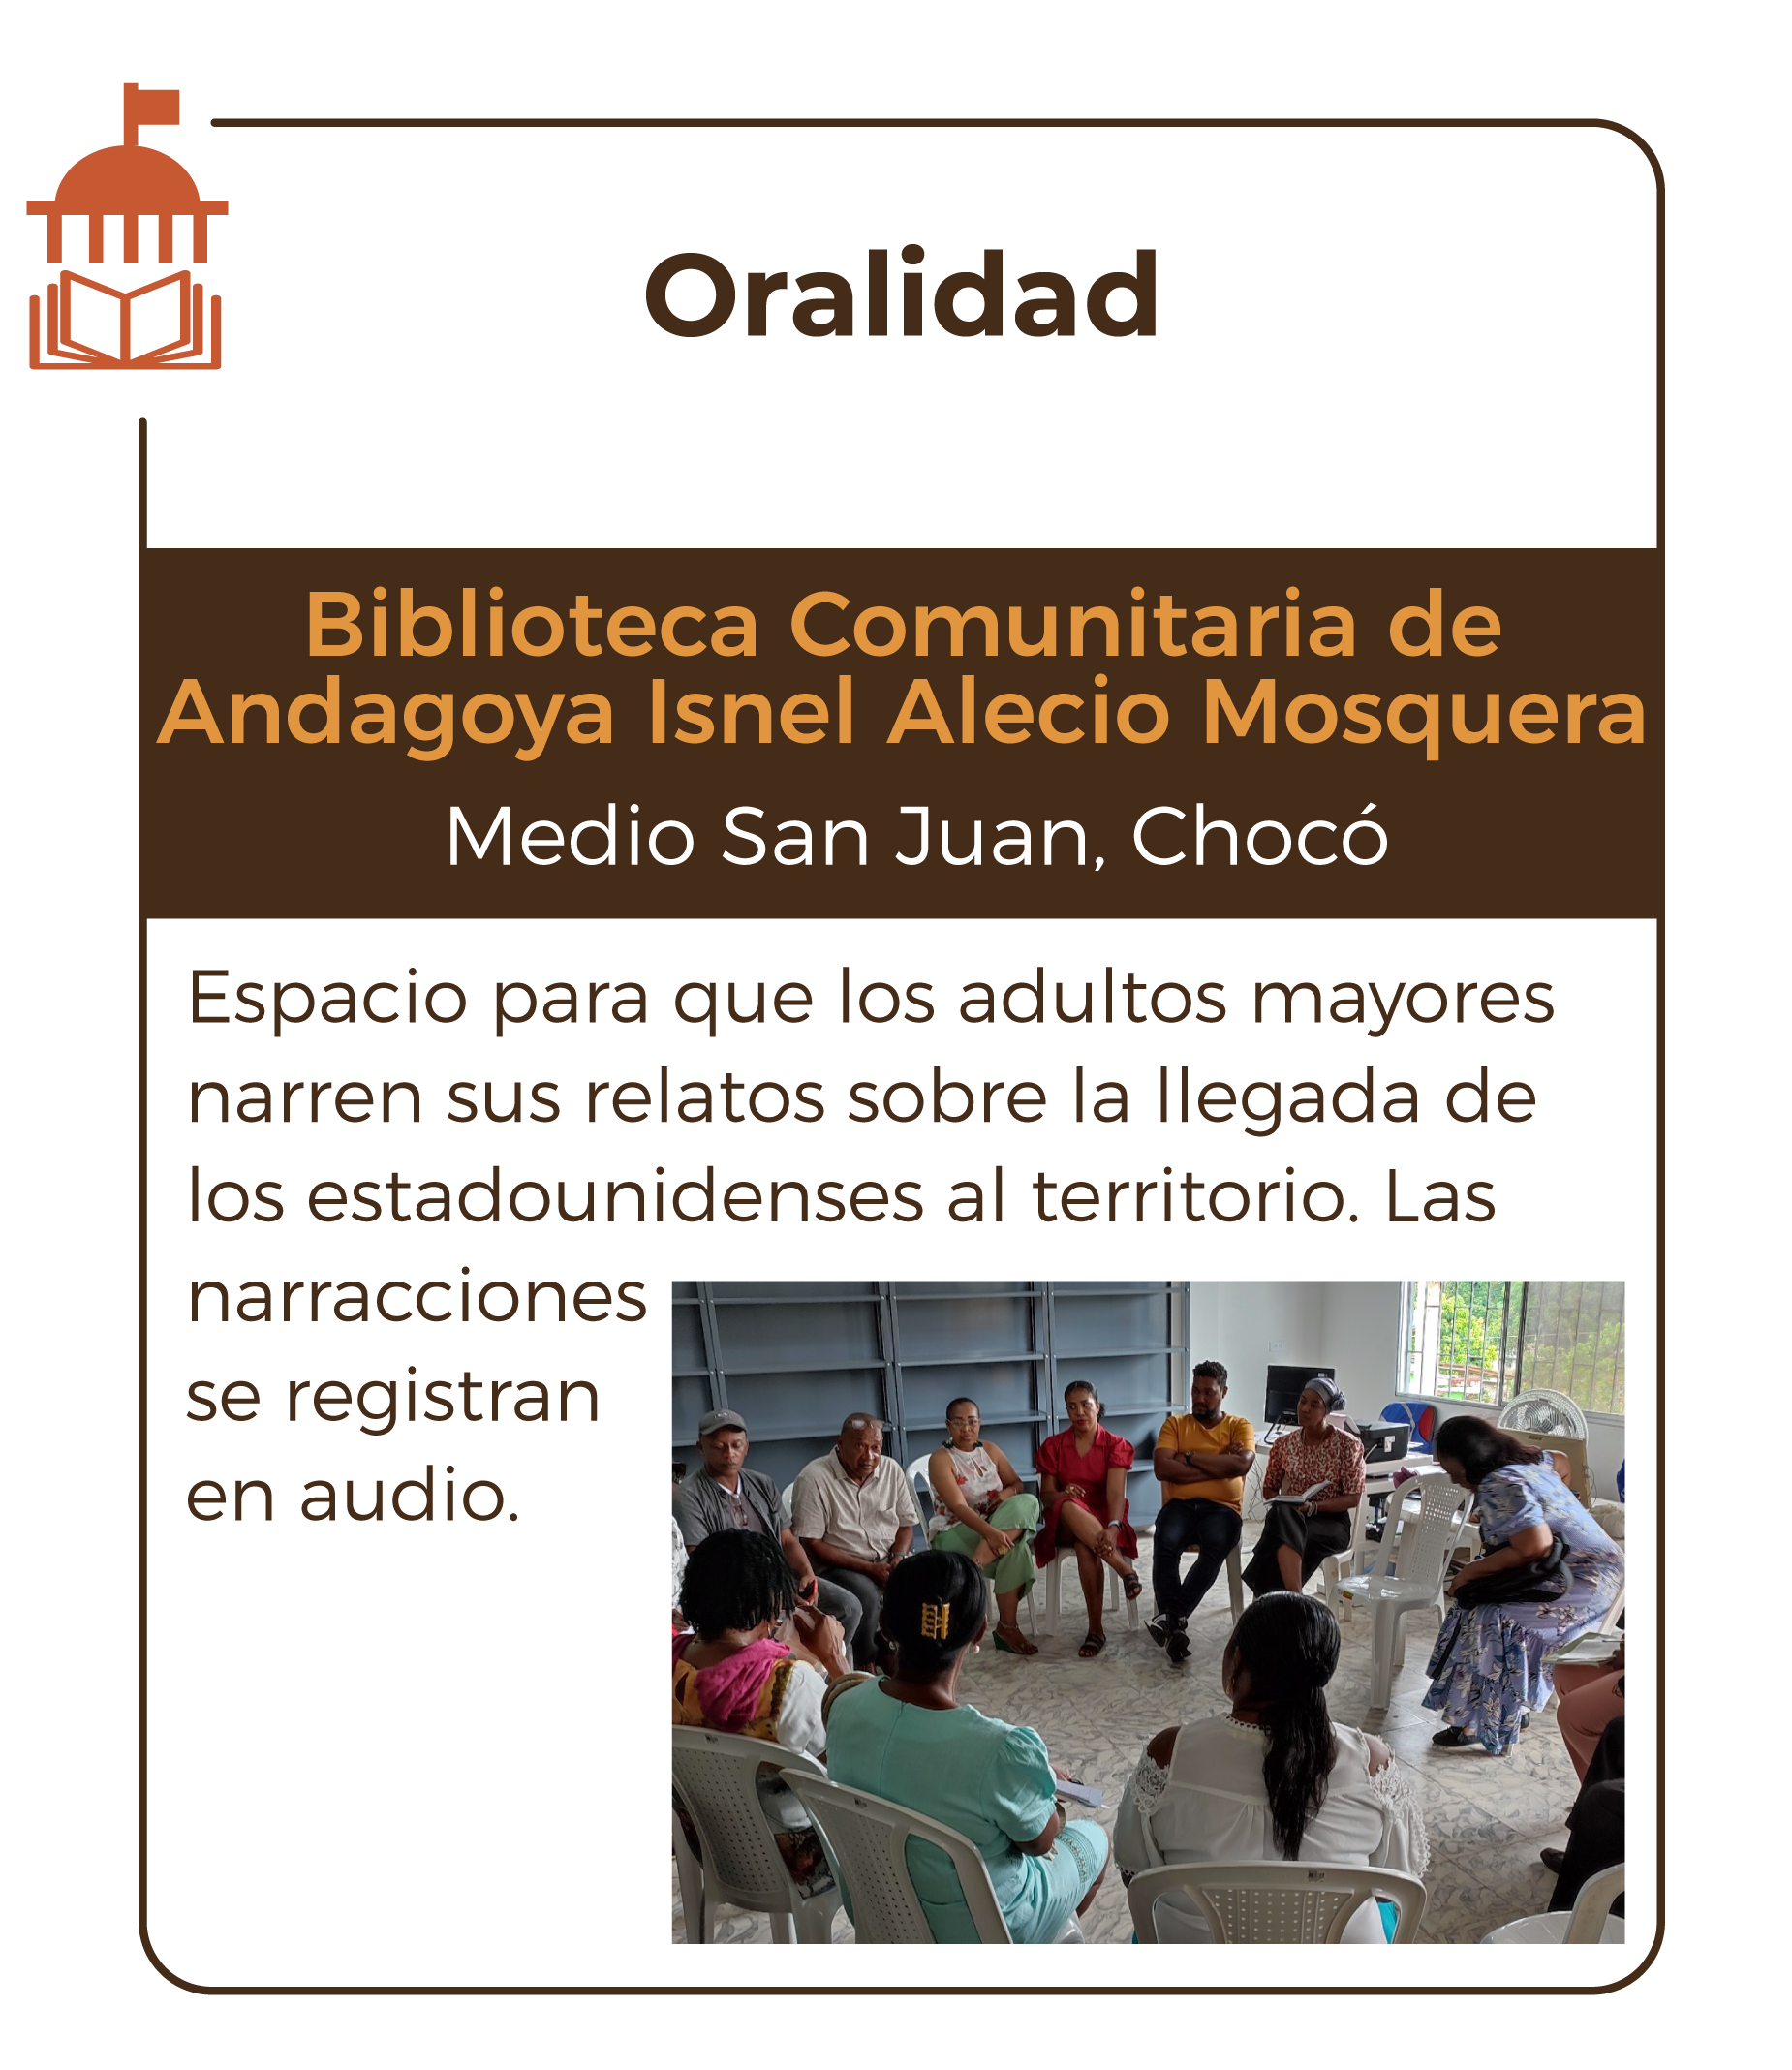 Oralidad
Biblioteca Comunitaria de
Andagoya Isnel Alecio Mosquera
Medio San Juan, Chocó
Espacio para que los adultos mayores
narren sus relatos sobre la llegada de
los estadounidenses al territorio. Las
narracciones
se registran
en audio.